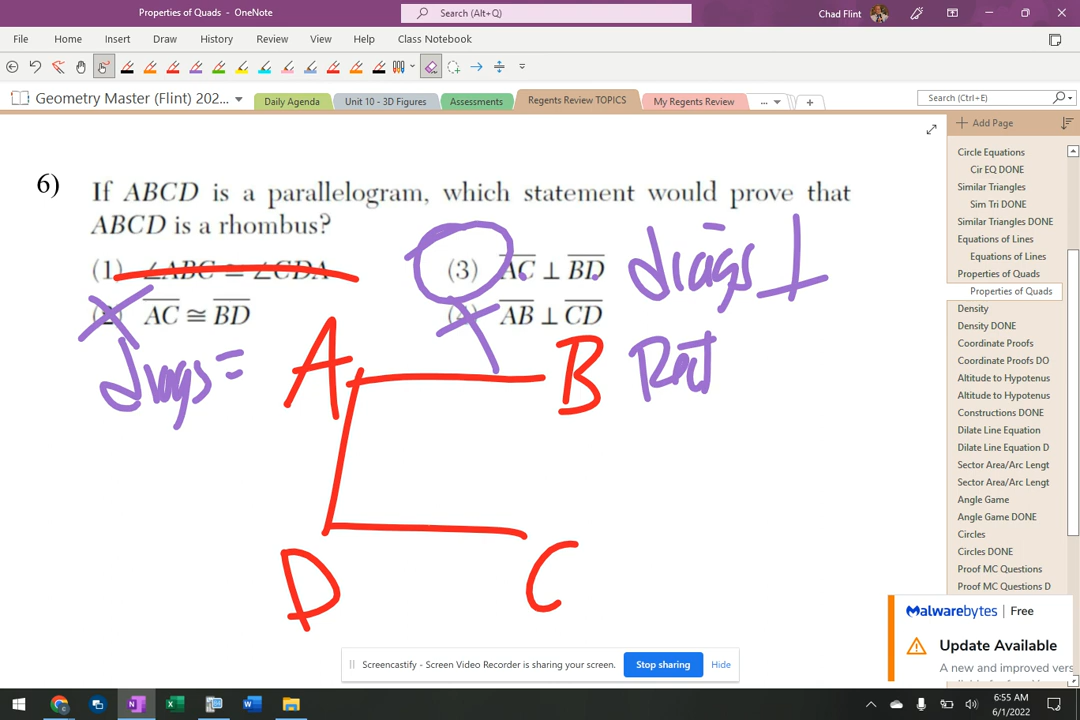 Properties of Quads - OneNote
Search (Alt+Q)
Chad Flint
File Home Insert Draw History Review View Help Class Notebook
Geometry Master (Flint) 202...
Daily Agenda
Unit 10 - 3D Figures
Assessments
Regents Review TOPICS
My Regents Review
...
Search (Ctrl+E)
Add Page
6)
If ABCD is a parallelogram, which statement would prove that
ABCD is a rhombus?
(1) ∠ABC ≅ ∠CDA
(3) AC ⊥ BD
diags ⊥
(2) AC ≅ BD
(4) AB ⊥ CD
diags =
A
B
Rect
D
C
Circle Equations
Cir EQ DONE
Similar Triangles
Sim Tri DONE
Similar Triangles DONE
Equations of Lines
Equations of Lines
Properties of Quads
Properties of Quads
Density
Density DONE
Coordinate Proofs
Coordinate Proofs DO
Altitude to Hypotenus
Altitude to Hypotenus
Constructions DONE
Dilate Line Equation
Dilate Line Equation D
Sector Area/Arc Lengt
Sector Area/Arc Lengt
Angle Game
Angle Game DONE
Circles
Circles DONE
Proof MC Questions
Proof MC Questions D
Malwarebytes | Free
Update Available
A new and improved vers
Screencastify - Screen Video Recorder is sharing your screen.
Stop sharing
Hide
6:55 AM
6/1/2022